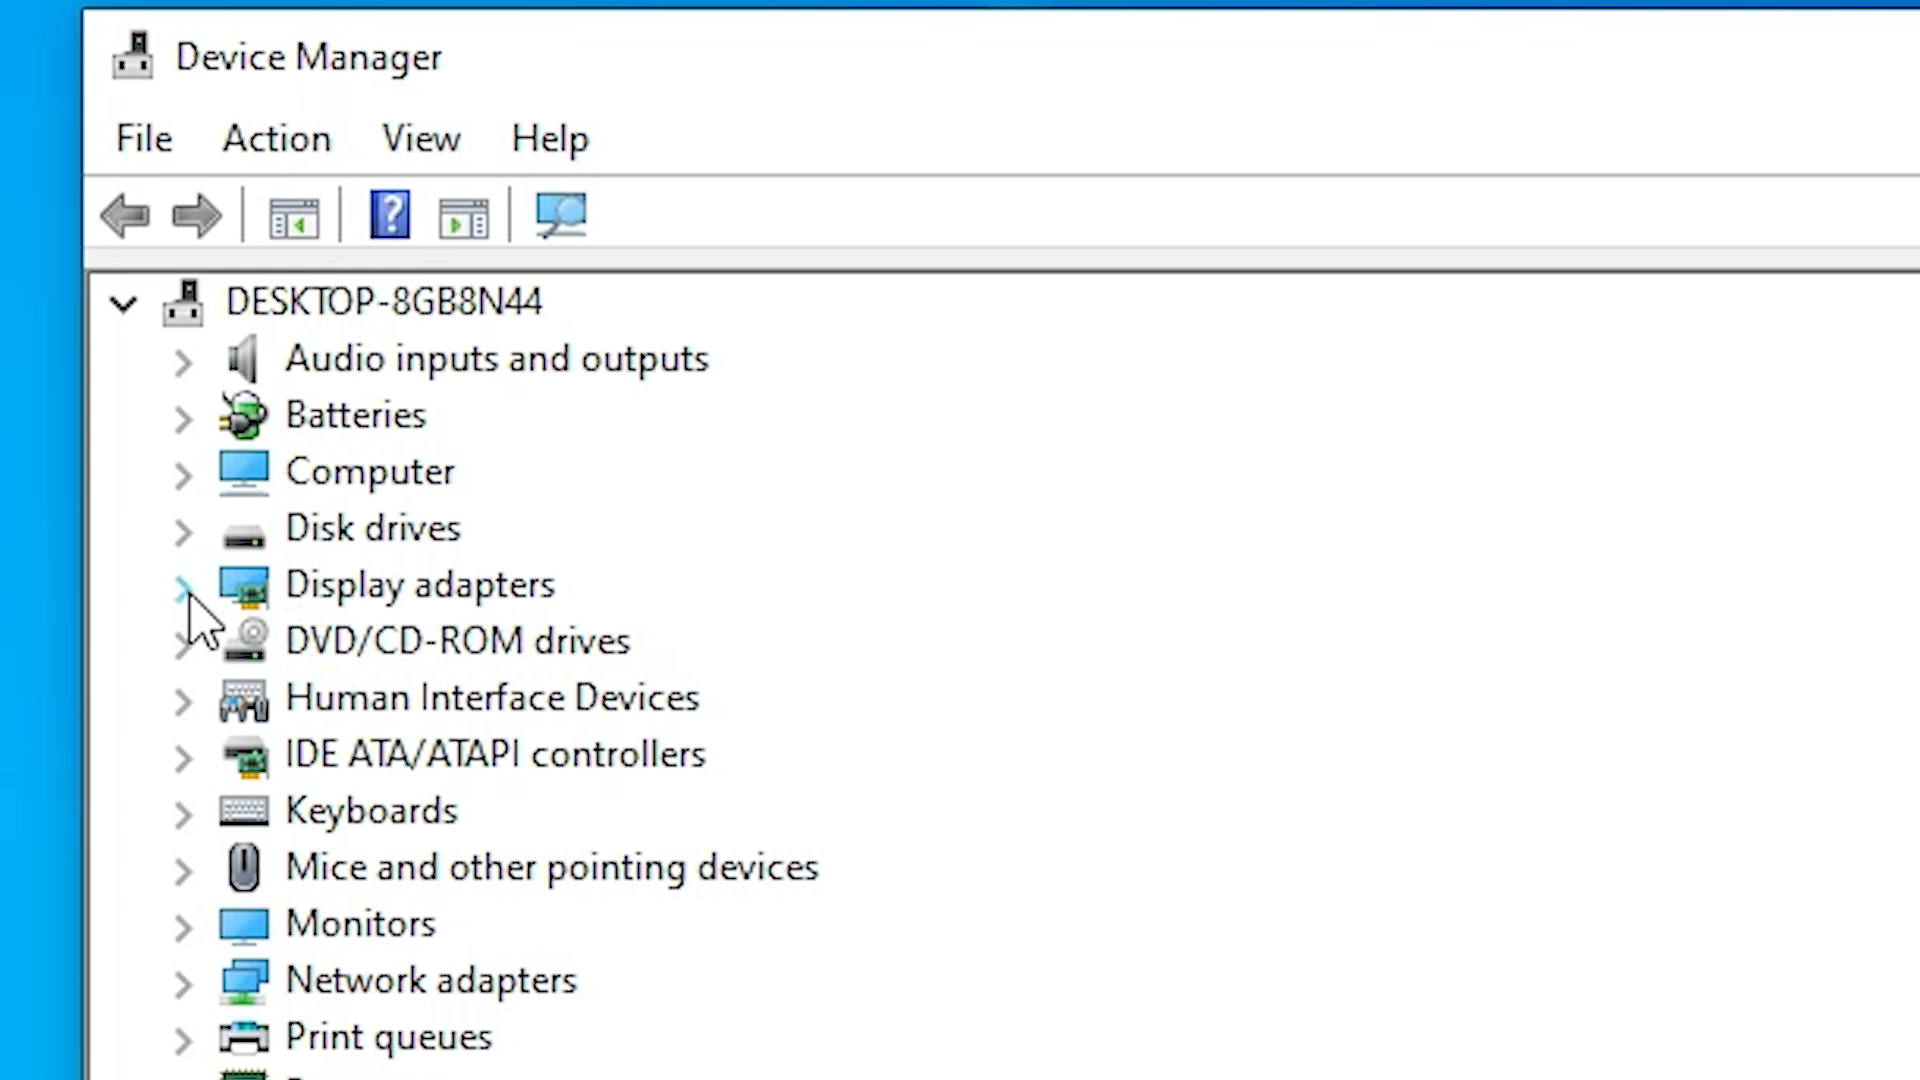 Device Manager
File Action View Help
DESKTOP-8GB8N44
Audio inputs and outputs
Batteries
Computer
Disk drives
Display adapters
DVD/CD-ROM drives
Human Interface Devices
IDE ATA/ATAPI controllers
Keyboards
Mice and other pointing devices
Monitors
Network adapters
Print queues